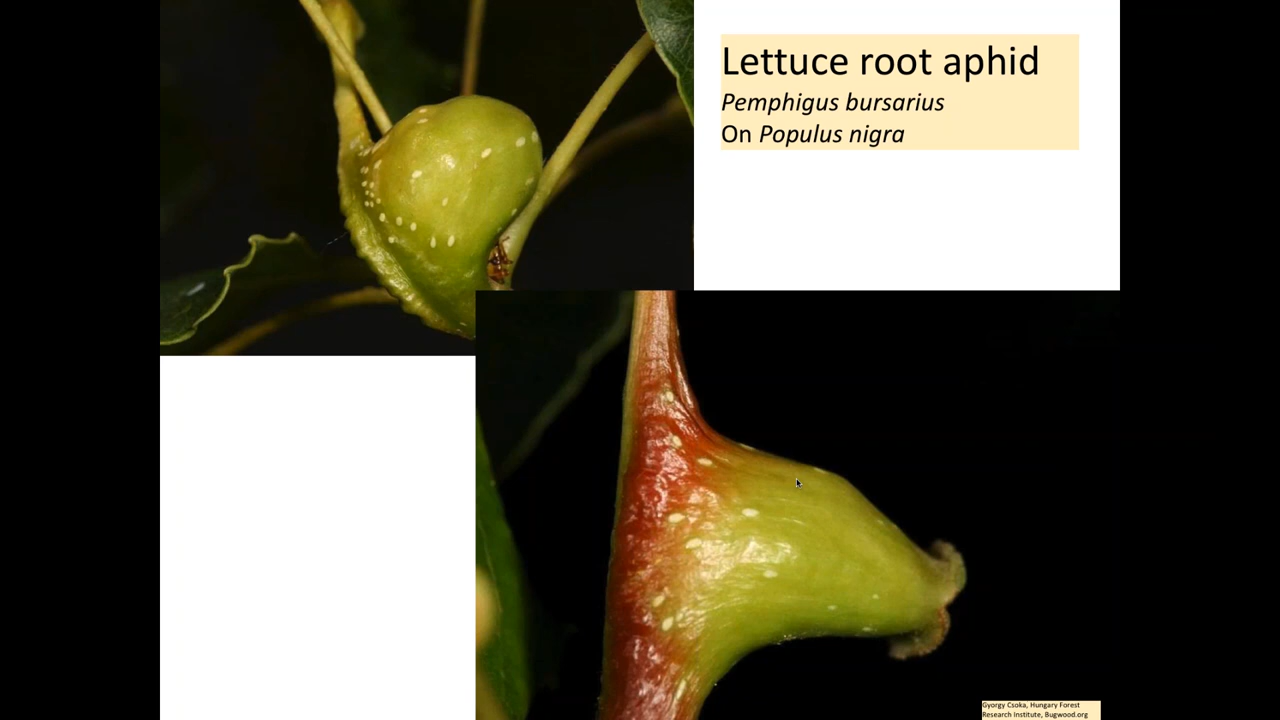 Lettuce root aphid
Pemphigus bursarius
On Populus nigra
Gyorgy Csoka, Hungary Forest
Research Institute, Bugwood.org